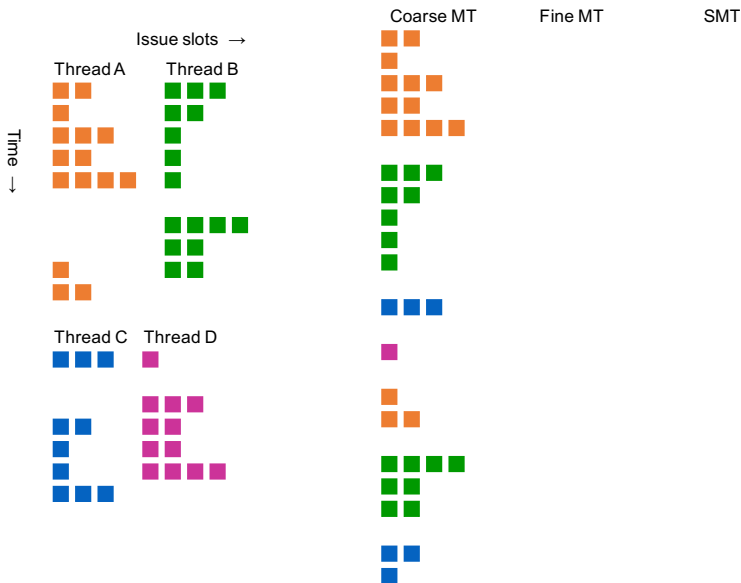 Coarse MT Fine MT SMT
Issue slots →
Thread A Thread B
Time →
Thread C Thread D